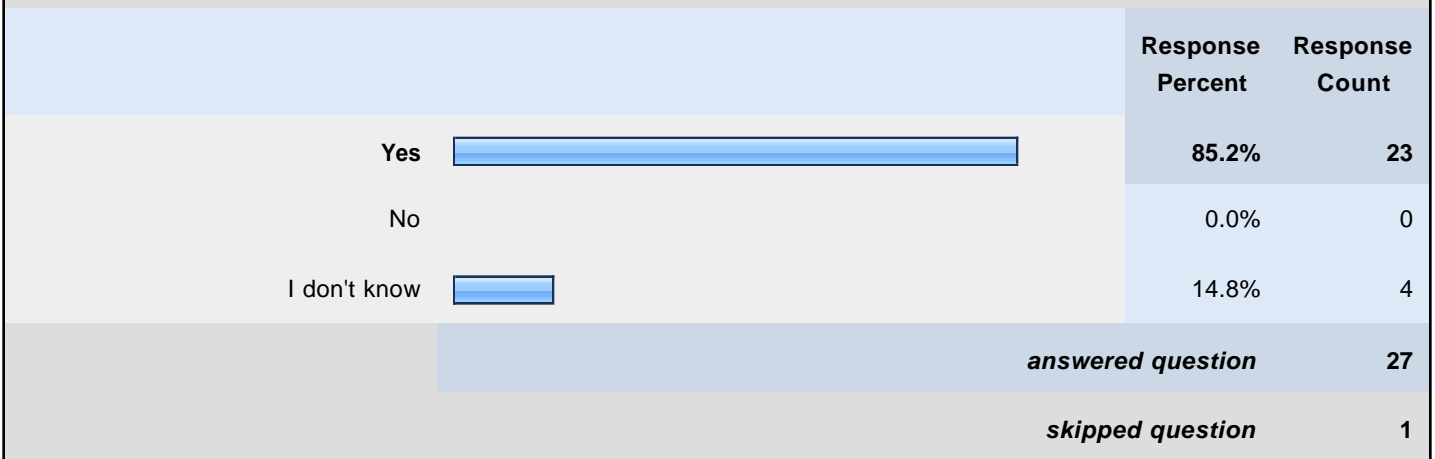 Response Response
Percent Count
Yes 85.2% 23
No 0.0% 0
I don't know 14.8% 4
answered question 27
skipped question 1